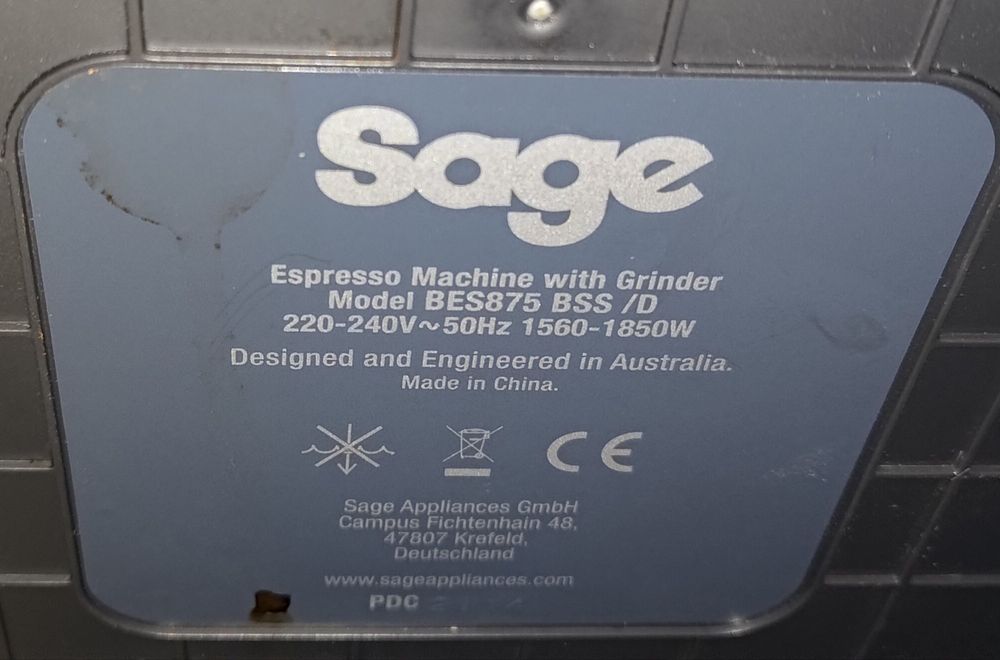 Sage
Espresso Machine with Grinder
Model BES875 BSS /D
220-240V~50Hz 1560-1850W
Designed and Engineered in Australia.
Made in China.
CE
Sage Appliances GmbH
Campus Fichtenhain 48,
47807 Krefeld,
Deutschland
www.sageappliances.com
PDC